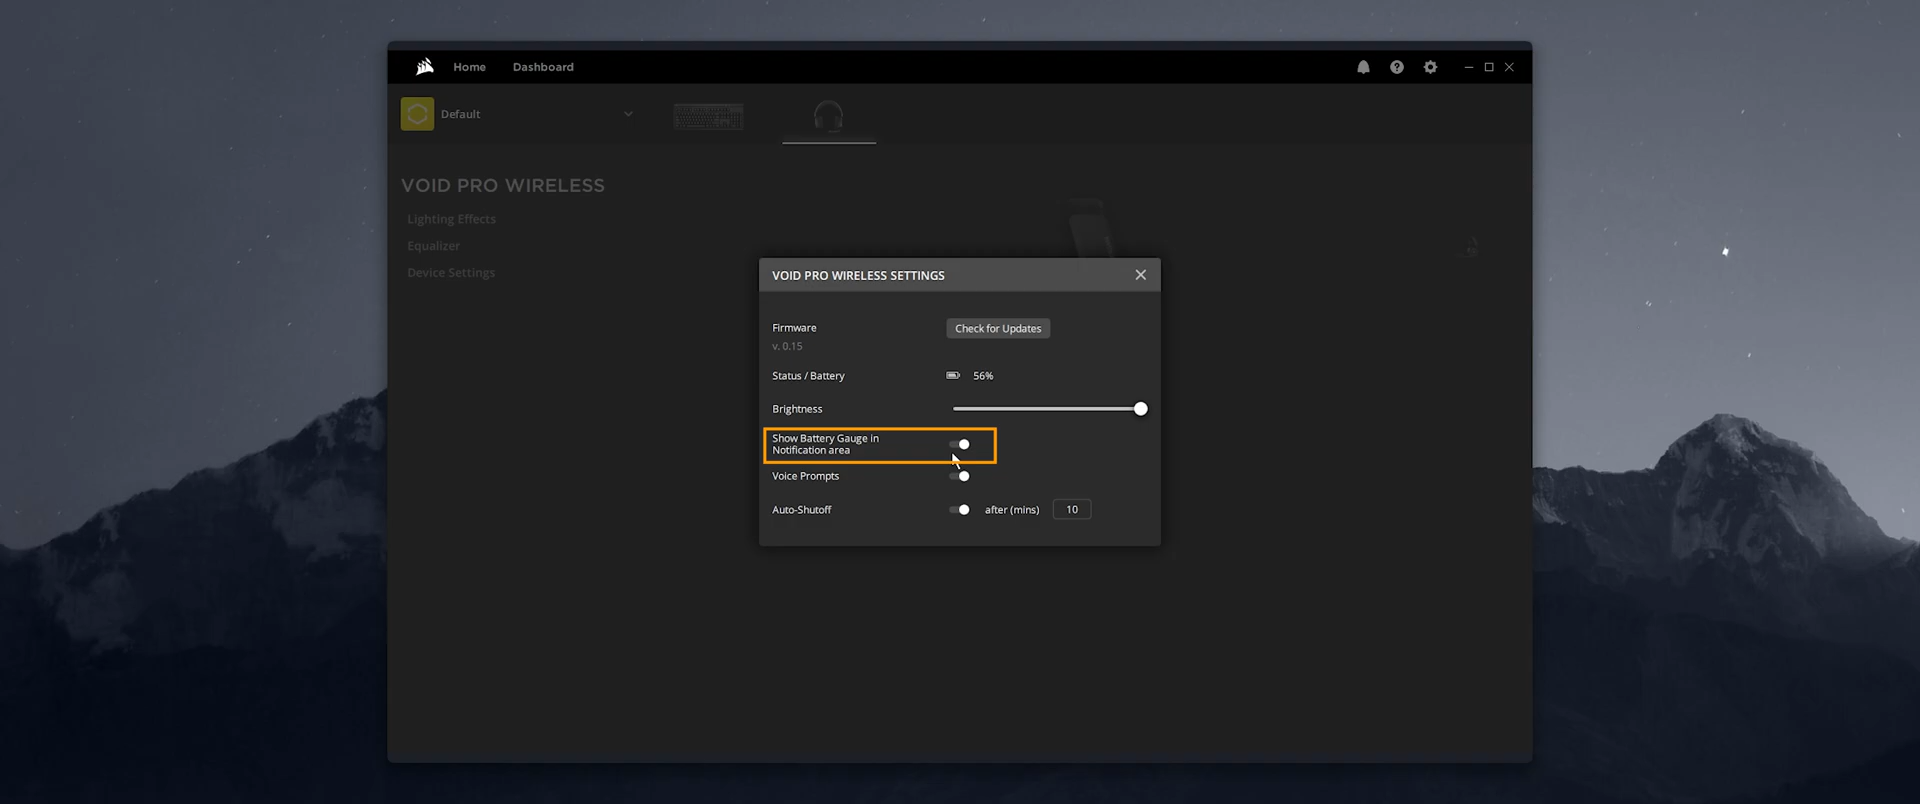 Home Dashboard
Default
VOID PRO WIRELESS
Lighting Effects
Equalizer
Device Settings
VOID PRO WIRELESS SETTINGS
Firmware Check for Updates
v. 0.15
Status / Battery 56%
Brightness
Show Battery Gauge in
Notification area
Voice Prompts
Auto-Shutoff after (mins) 10